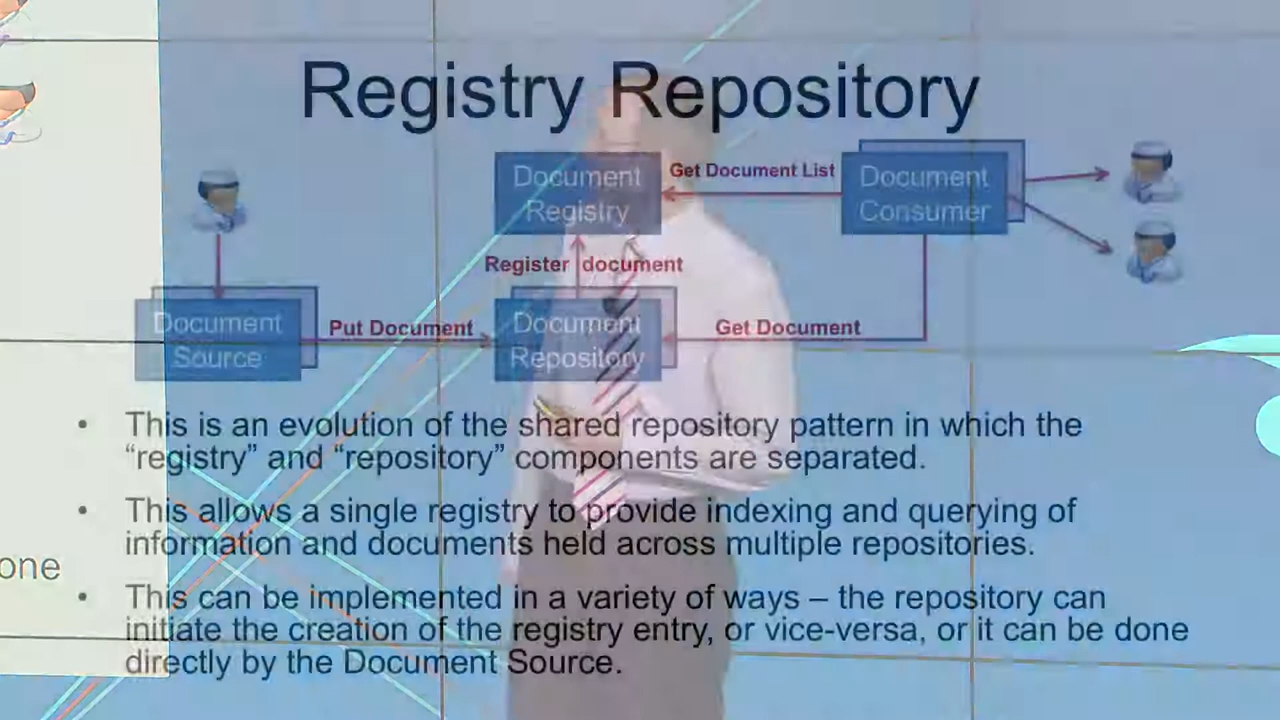 Registry Repository
Document
Registry
Get Document List
Document
Consumer
Register document
Document
Source
Put Document
Document
Repository
Get Document
• This is an evolution of the shared repository pattern in which the
“registry” and “repository” components are separated.
• This allows a single registry to provide indexing and querying of
information and documents held across multiple repositories.
one
• This can be implemented in a variety of ways – the repository can
initiate the creation of the registry entry, or vice-versa, or it can be done
directly by the Document Source.